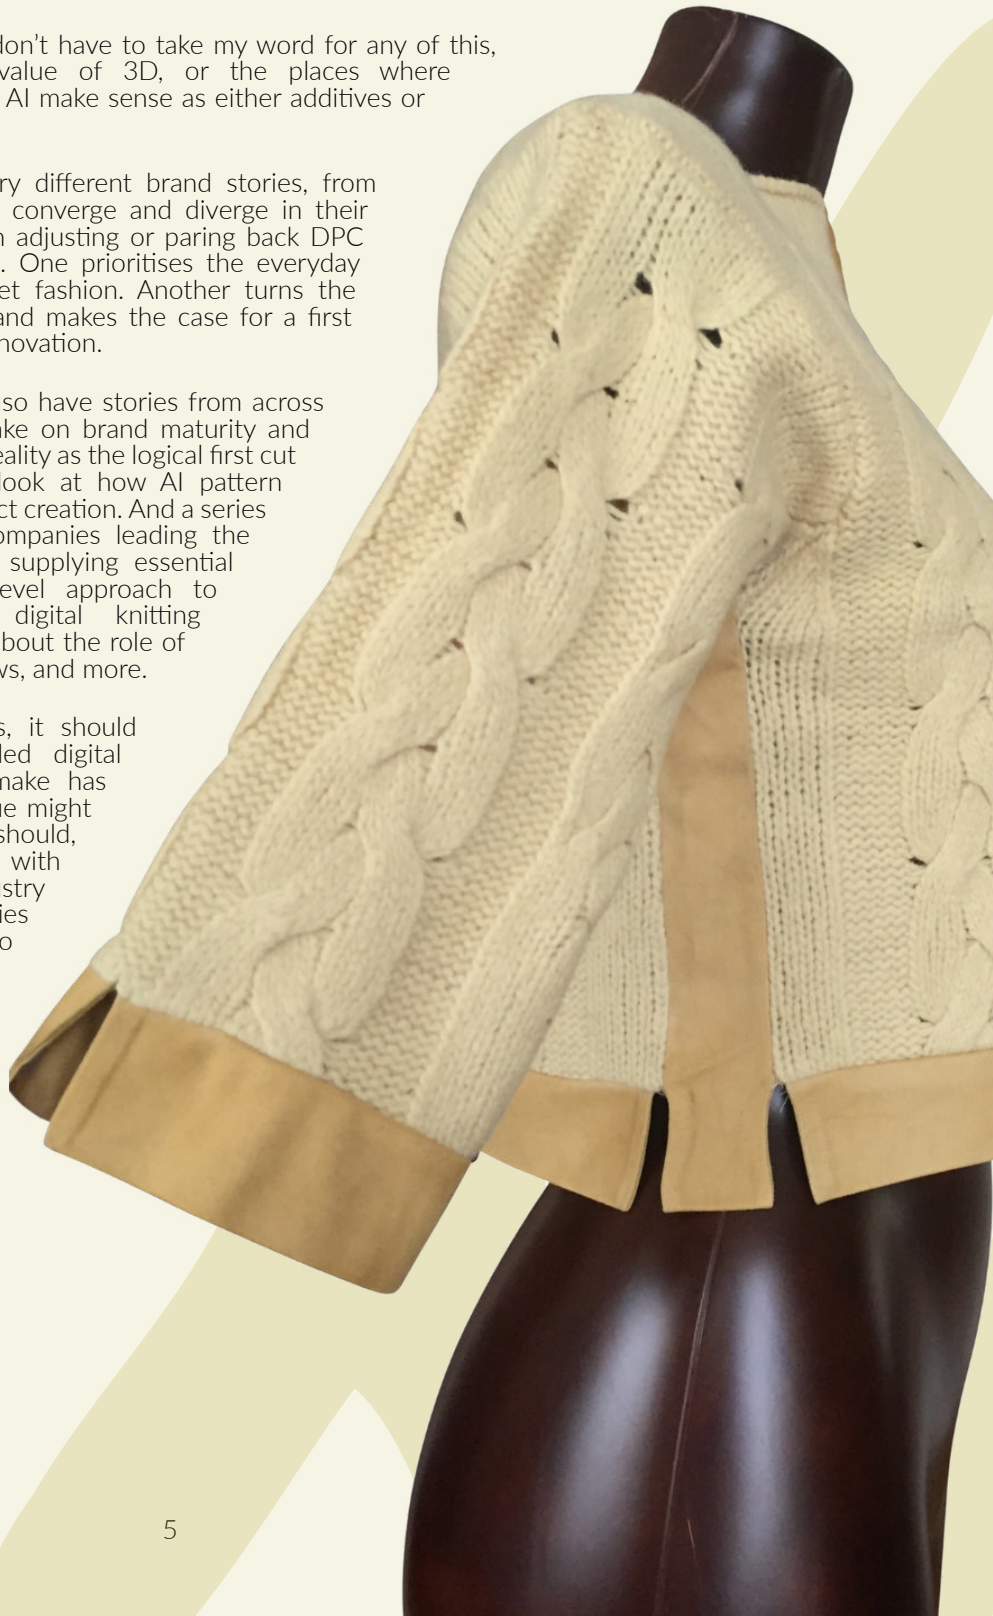 don't have to take my word for any of this,
value of 3D, or the places where
AI make sense as either additives or
ry different brand stories, from
converge and diverge in their
n adjusting or paring back DPC
. One prioritises the everyday
et fashion. Another turns the
and makes the case for a first
novation.
so have stories from across
ake on brand maturity and
eality as the logical first cut
look at how AI pattern
ct creation. And a series
ompanies leading the
supplying essential
evel approach to
digital knitting
bout the role of
ws, and more.
s, it should
led digital
make has
ue might
should,
with
ustry
ies
o
5